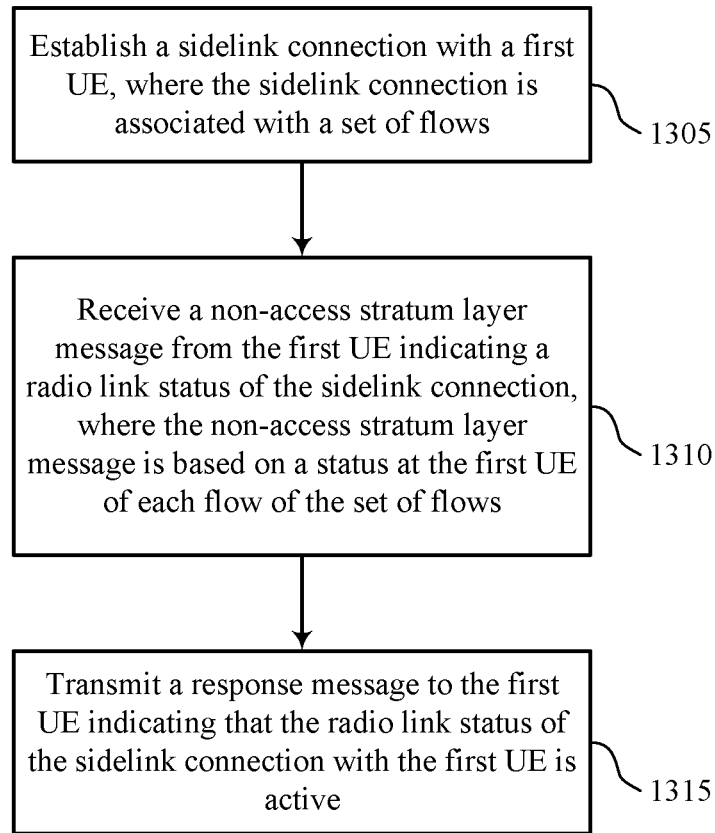 Establish a sidelink connection with a first
UE, where the sidelink connection is
associated with a set of flows
1305
Receive a non-access stratum layer
message from the first UE indicating a
radio link status of the sidelink connection,
where the non-access stratum layer
message is based on a status at the first UE
of each flow of the set of flows
1310
Transmit a response message to the first
UE indicating that the radio link status of
the sidelink connection with the first UE is
active
1315